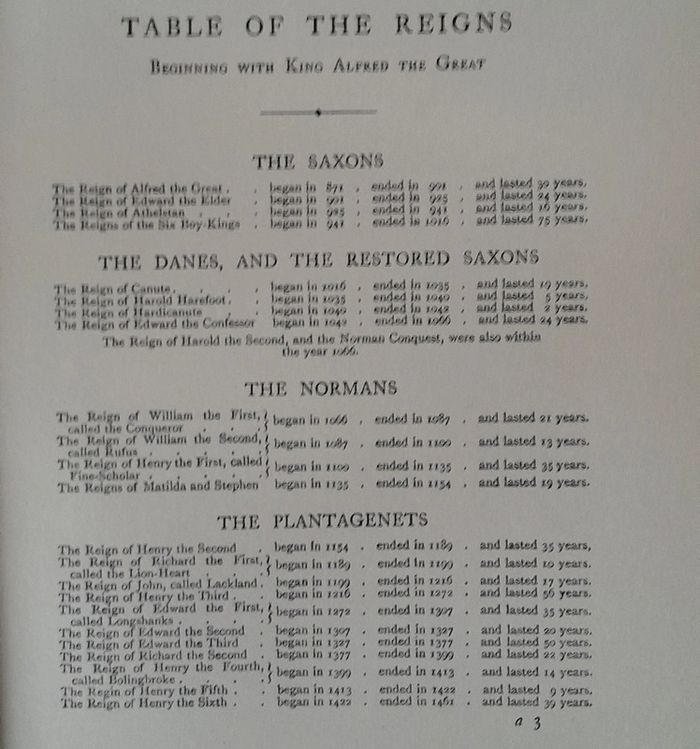 TABLE OF THE REIGNS
BEGINNING WITH KING ALFRED THE GREAT
THE SAXONS
The Reign of Alfred the Great . . began in 871 . ended in 901 . and lasted 30 years.
The Reign of Edward the Elder . began in 901 . ended in 925 . and lasted 24 years.
The Reign of Athelstan . . . began in 925 . ended in 941 . and lasted 16 years.
The Reigns of the Six Boy-Kings . began in 941 . ended in 1016 . and lasted 75 years.
THE DANES, AND THE RESTORED SAXONS
The Reign of Canute . . . . began in 1016 . ended in 1035 . and lasted 19 years.
The Reign of Harold Harefoot . . began in 1035 . ended in 1040 . and lasted 5 years.
The Reign of Hardicanute . . began in 1040 . ended in 1042 . and lasted 2 years.
The Reign of Edward the Confessor began in 1042 . ended in 1066 . and lasted 24 years.
The Reign of Harold the Second, and the Norman Conquest, were also within
the year 1066.
THE NORMANS
The Reign of William the First, } began in 1066 . ended in 1087 . and lasted 21 years.
called the Conqueror . . .
The Reign of William the Second, } began in 1087 . ended in 1100 . and lasted 13 years.
called Rufus . . . .
The Reign of Henry the First, called } began in 1100 . ended in 1135 . and lasted 35 years.
Fine-Scholar . . . .
The Reigns of Matilda and Stephen began in 1135 . ended in 1154 . and lasted 19 years.
THE PLANTAGENETS
The Reign of Henry the Second . began in 1154 . ended in 1189 . and lasted 35 years,
The Reign of Richard the First, } began in 1189 . ended in 1199 . and lasted 10 years.
called the Lion-Heart . . .
The Reign of John, called Lackland . began in 1199 . ended in 1216 . and lasted 17 years.
The Reign of Henry the Third . . began in 1216 . ended in 1272 . and lasted 56 years.
The Reign of Edward the First, } began in 1272 . ended in 1307 . and lasted 35 years.
called Longshanks . . . .
The Reign of Edward the Second . began in 1307 . ended in 1327 . and lasted 20 years.
The Reign of Edward the Third . began in 1327 . ended in 1377 . and lasted 50 years.
The Reign of Richard the Second . began in 1377 . ended in 1399 . and lasted 22 years.
The Reign of Henry the Fourth, } began in 1399 . ended in 1413 . and lasted 14 years.
called Bolingbroke . . . .
The Regin of Henry the Fifth . . began in 1413 . ended in 1422 . and lasted 9 years.
The Reign of Henry the Sixth . . began in 1422 . ended in 1461 . and lasted 39 years.
a 3